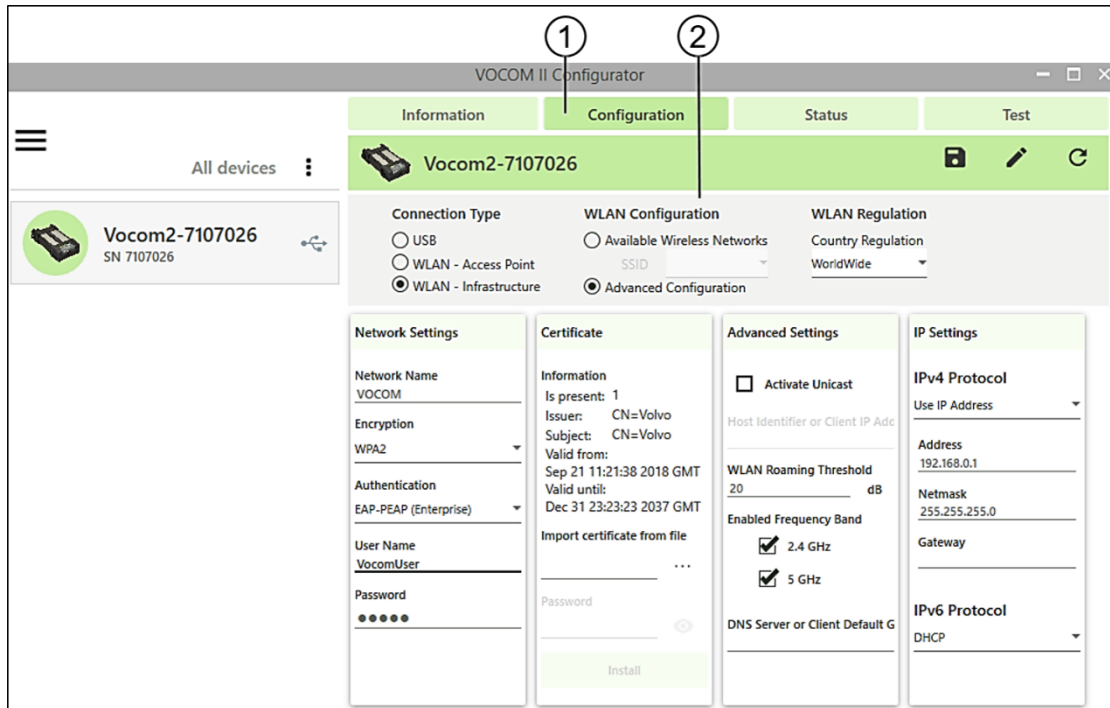 1 2
VOCOM II Configurator
Information Configuration Status Test
All devices
Vocom2-7107026
Vocom2-7107026
SN 7107026
Connection Type
USB
WLAN - Access Point
WLAN - Infrastructure
WLAN Configuration
Available Wireless Networks
SSID
Advanced Configuration
WLAN Regulation
Country Regulation
WorldWide
Network Settings
Network Name
VOCOM
Encryption
WPA2
Authentication
EAP-PEAP (Enterprise)
User Name
VocomUser
Password
●●●●●
Certificate
Information
Is present: 1
Issuer: CN=Volvo
Subject: CN=Volvo
Valid from:
Sep 21 11:21:38 2018 GMT
Valid until:
Dec 31 23:23:23 2037 GMT
Import certificate from file
...
Password
Install
Advanced Settings
Activate Unicast
Host Identifier or Client IP Adc
WLAN Roaming Threshold
20 dB
Enabled Frequency Band
2.4 GHz
5 GHz
DNS Server or Client Default G
IP Settings
IPv4 Protocol
Use IP Address
Address
192.168.0.1
Netmask
255.255.255.0
Gateway
IPv6 Protocol
DHCP